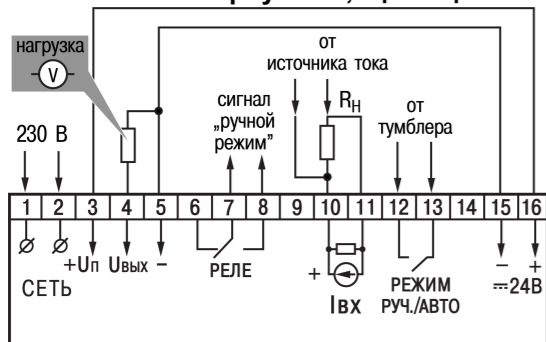 нагрузка
V
от
источника тока
сигнал
„ручной
режим”
RН
от
тумблера
230 В
1 2 3 4 5 6 7 8 9 10 11 12 13 14 15 16
+Uп Uвых –
СЕТЬ
РЕЛЕ
+
Iвх
РЕЖИМ
РУЧ./АВТО
– +
24В